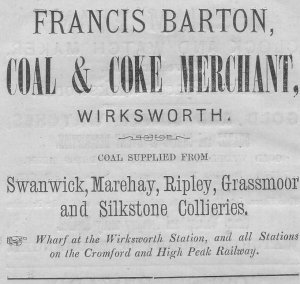 FRANCIS BARTON,
COAL & COKE MERCHANT,
WIRKSWORTH.
COAL SUPPLIED FROM
Swanwick, Marehay, Ripley, Grassmoor
and Silkstone Collieries.
Wharf at the Wirksworth Station, and all Stations
on the Cromford and High Peak Railway.